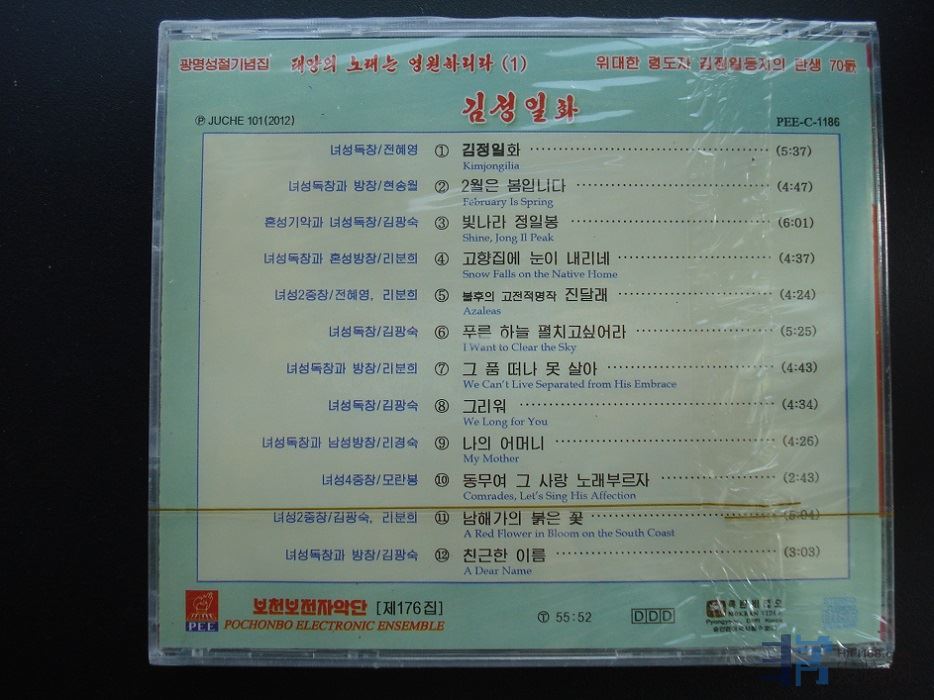 광명성절기념집 태양의 노래는 영원하리라 (1) 위대한 령도자 김정일동지의 탄생 70돐
김정일화
Ⓟ JUCHE 101(2012) PEE-C-1186
녀성독창/전혜영 ① 김정일화 (5:37)
Kimjongilia
녀성독창과 방창/현송월 ② 2월은 봄입니다 (4:47)
February Is Spring
혼성기악과 녀성독창/김광숙 ③ 빛나라 정일봉 (6:01)
Shine, Jong Il Peak
녀성독창과 혼성방창/리분희 ④ 고향집에 눈이 내리네 (4:37)
Snow Falls on the Native Home
녀성2중창/전혜영, 리분희 ⑤ 불후의 고전적명작 진달래 (4:24)
Azaleas
녀성독창/김광숙 ⑥ 푸른 하늘 펼치고싶어라 (5:25)
I Want to Clear the Sky
녀성독창과 방창/리분희 ⑦ 그 품 떠나 못 살아 (4:43)
We Can't Live Separated from His Embrace
녀성독창/김광숙 ⑧ 그리워 (4:34)
We Long for You
녀성독창과 남성방창/리경숙 ⑨ 나의 어머니 (4:26)
My Mother
녀성4중창/모란봉 ⑩ 동무여 그 사랑 노래부르자 (2:43)
Comrades, Let's Sing His Affection
녀성2중창/김광숙, 리분희 ⑪ 남해가의 붉은 꽃 (5:04)
A Red Flower in Bloom on the South Coast
녀성독창과 방창/김광숙 ⑫ 친근한 이름 (3:03)
A Dear Name
PEE 보천보전자악단 [제176집] Ⓣ 55:52 DDD
POCHONBO ELECTRONIC ENSEMBLE